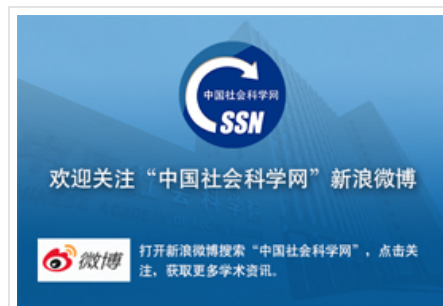 中国社会科学网
CSSN
欢迎关注“中国社会科学网”新浪微博
微博
打开新浪微博搜索“中国社会科学网”，点击关
注，获取更多学术资讯。